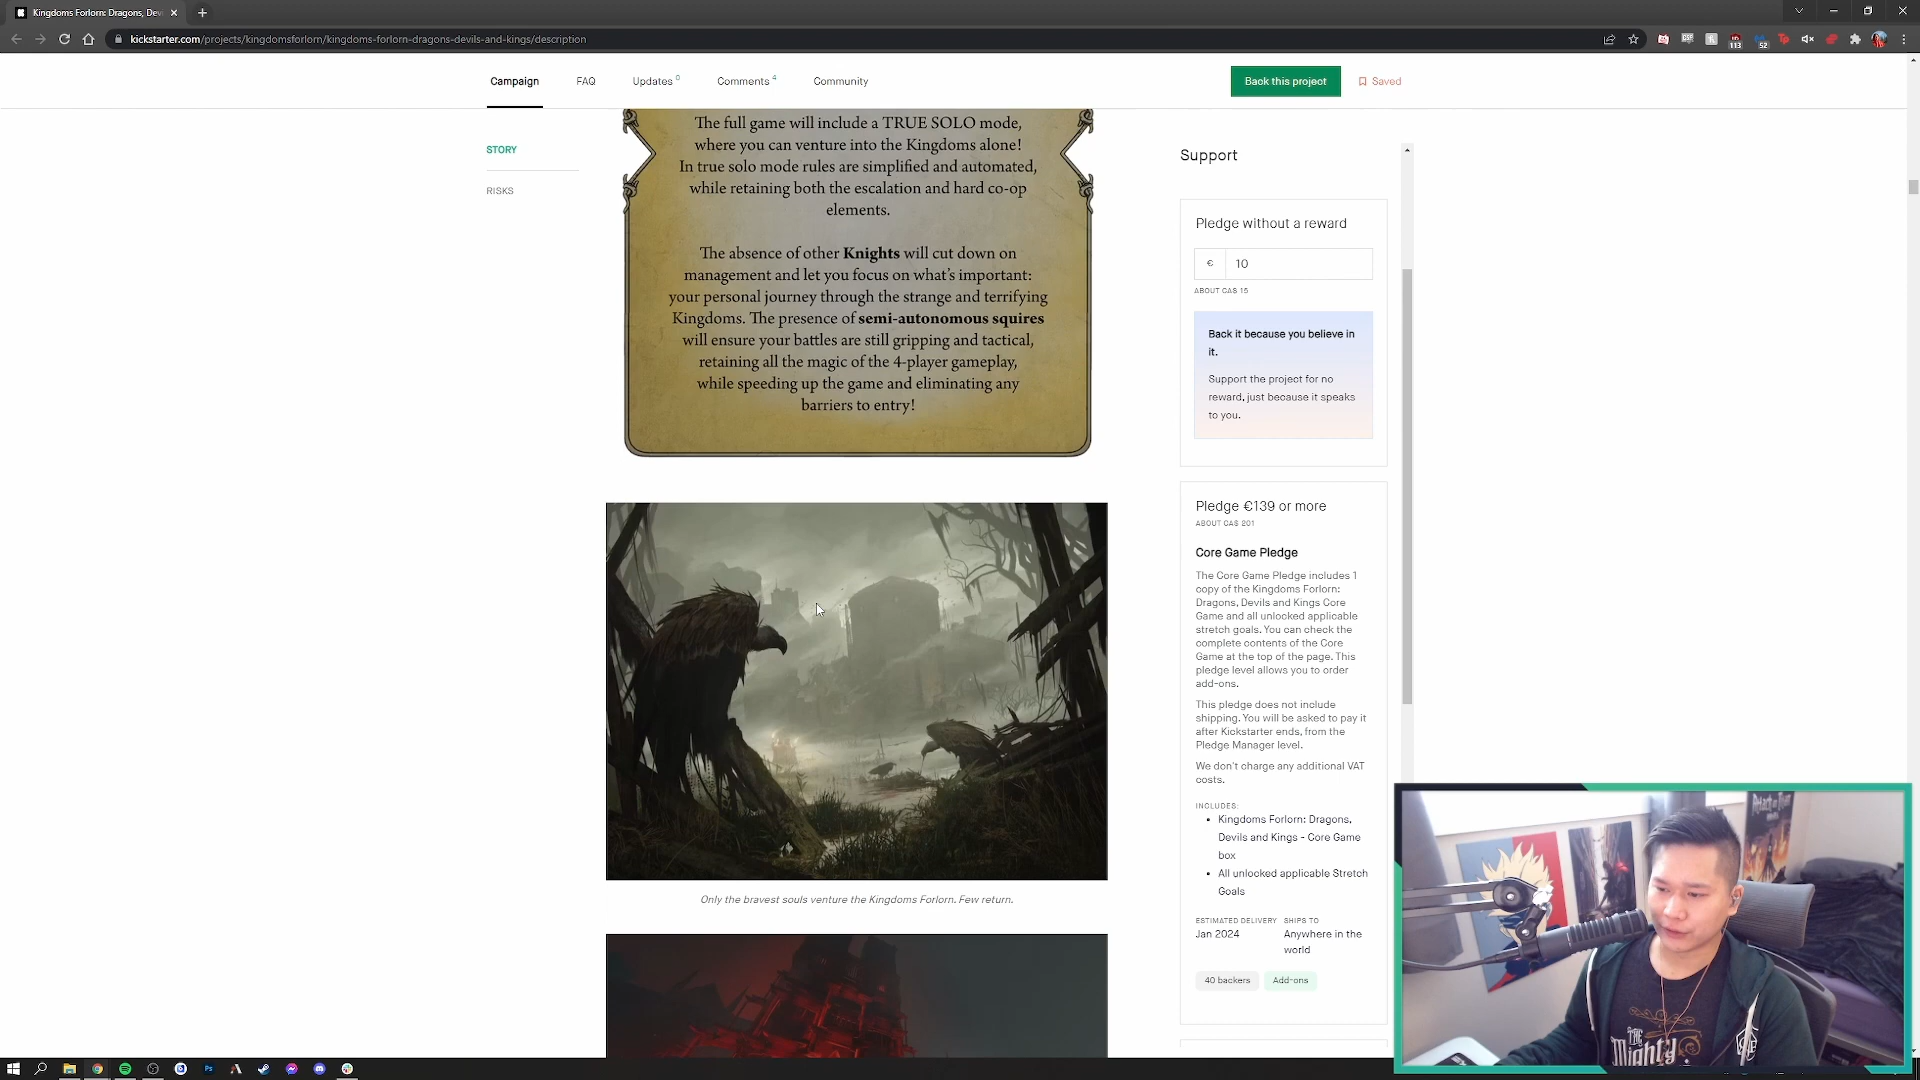 Kingdoms Forlorn: Dragons, Dev
kickstarter.com/projects/kingdomsforlorn/kingdoms-forlorn-dragons-devils-and-kings/description
113
52
Campaign
FAQ
Updates 0
Comments 4
Community
Back this project
Saved
STORY
RISKS
The full game will include a TRUE SOLO mode,
where you can venture into the Kingdoms alone!
In true solo mode rules are simplified and automated,
while retaining both the escalation and hard co-op
elements.
The absence of other Knights will cut down on
management and let you focus on what's important:
your personal journey through the strange and terrifying
Kingdoms. The presence of semi-autonomous squires
will ensure your battles are still gripping and tactical,
retaining all the magic of the 4-player gameplay,
while speeding up the game and eliminating any
barriers to entry!
Only the bravest souls venture the Kingdoms Forlorn. Few return.
Support
Pledge without a reward
€ 10
ABOUT CA$ 15
Back it because you believe in
it.
Support the project for no
reward, just because it speaks
to you.
Pledge €139 or more
ABOUT CA$ 201
Core Game Pledge
The Core Game Pledge includes 1
copy of the Kingdoms Forlorn:
Dragons, Devils and Kings Core
Game and all unlocked applicable
stretch goals. You can check the
complete contents of the Core
Game at the top of the page. This
pledge level allows you to order
add-ons.
This pledge does not include
shipping. You will be asked to pay it
after Kickstarter ends, from the
Pledge Manager level.
We don't charge any additional VAT
costs.
INCLUDES:
• Kingdoms Forlorn: Dragons,
Devils and Kings - Core Game
box
• All unlocked applicable Stretch
Goals
ESTIMATED DELIVERY SHIPS TO
Jan 2024 Anywhere in the
world
40 backers Add-ons
Attack on Titan
THE
Mighty